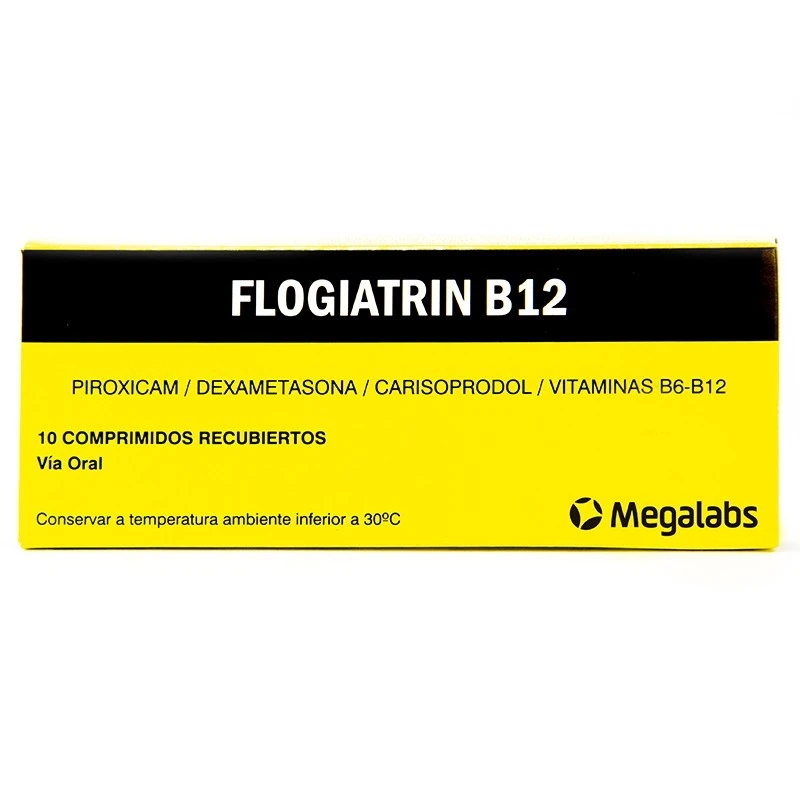 FLOGIATRIN B12
PIROXICAM / DEXAMETASONA / CARISOPRODOL / VITAMINAS B6-B12
10 COMPRIMIDOS RECUBIERTOS
Vía Oral
Conservar a temperatura ambiente inferior a 30ºC
Megalabs